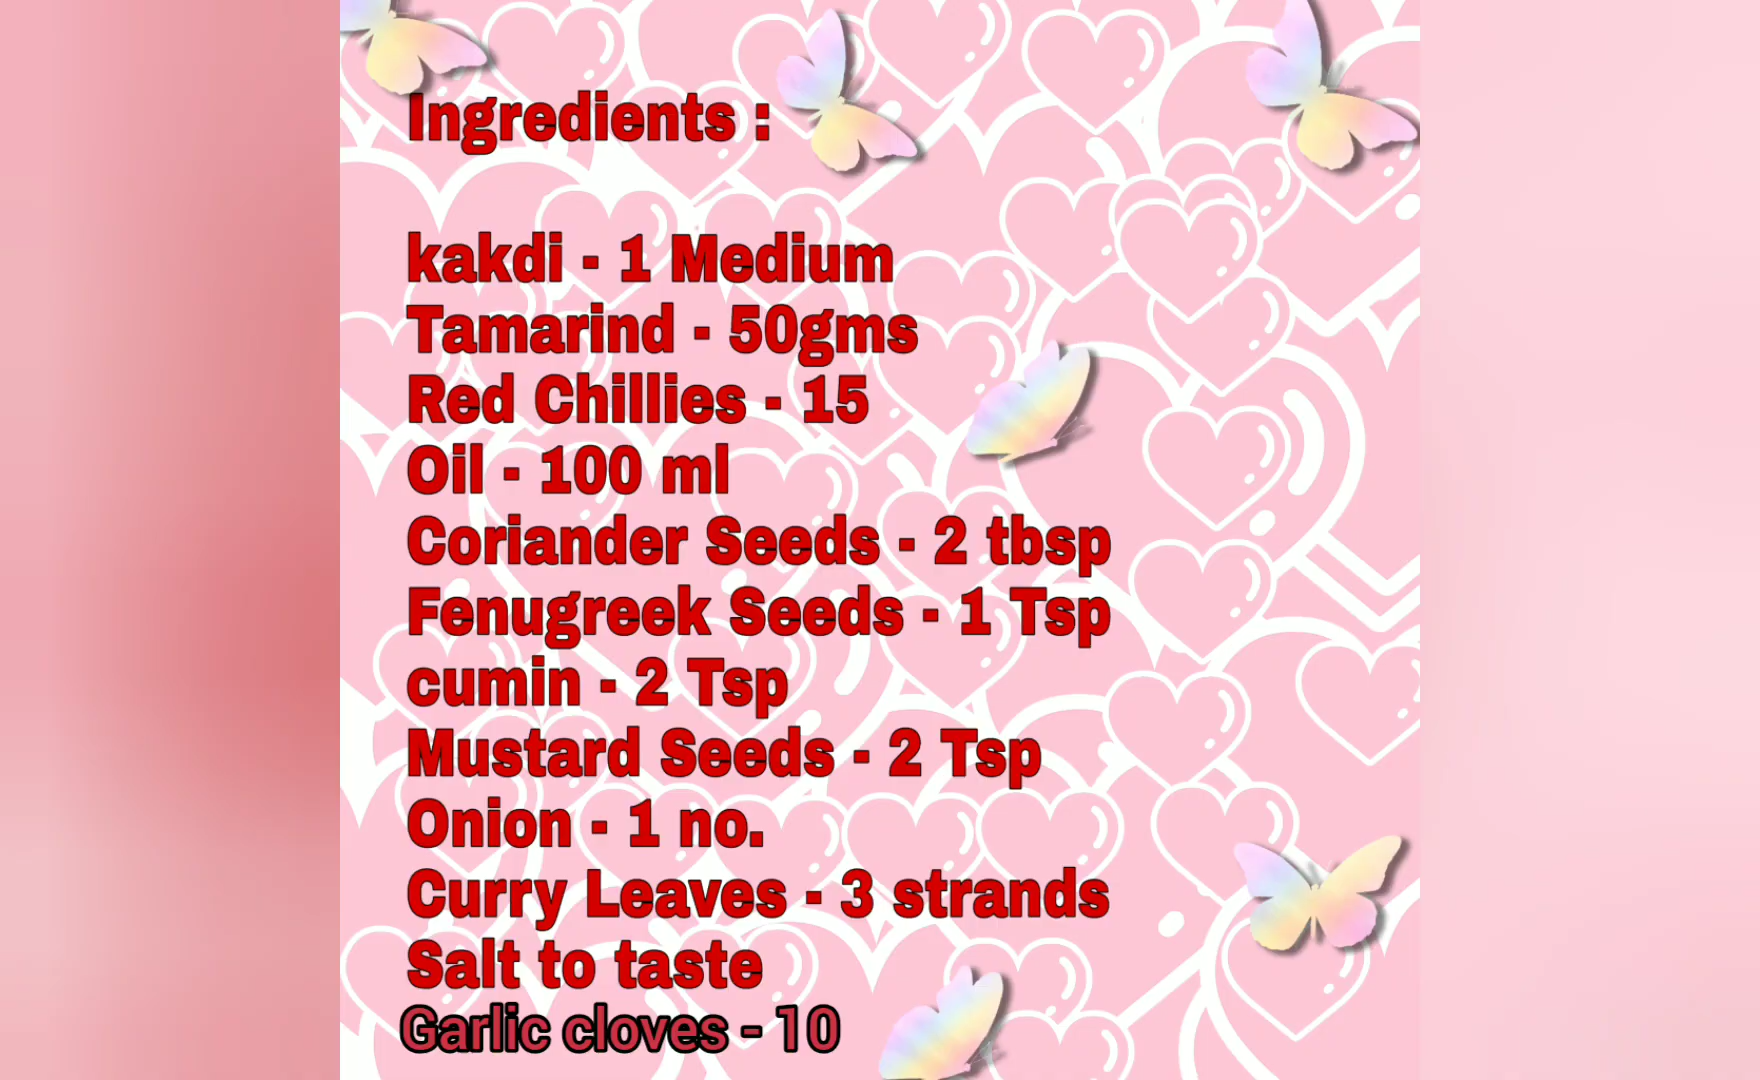 Ingredients :
kakdi - 1 Medium
Tamarind - 50gms
Red Chillies - 15
Oil - 100 ml
Coriander Seeds - 2 tbsp
Fenugreek Seeds - 1 Tsp
cumin - 2 Tsp
Mustard Seeds - 2 Tsp
Onion - 1 no.
Curry Leaves - 3 strands
Salt to taste
Garlic cloves - 10